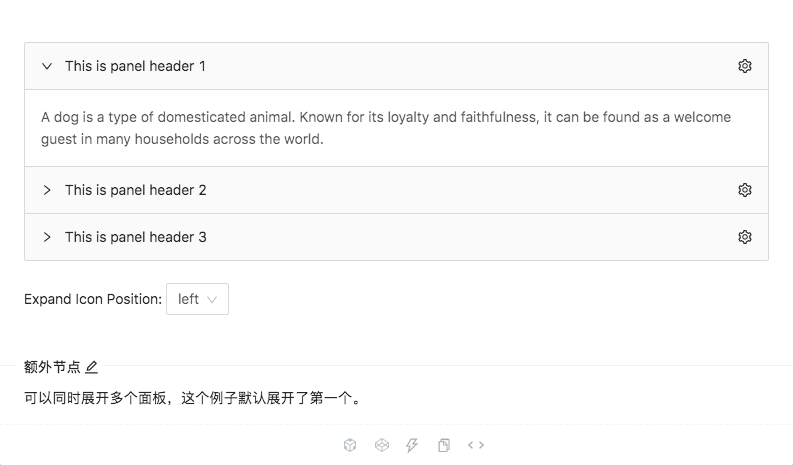 This is panel header 1
A dog is a type of domesticated animal. Known for its loyalty and faithfulness, it can be found as a welcome
guest in many households across the world.
This is panel header 2
This is panel header 3
Expand Icon Position: left
额外节点
可以同时展开多个面板，这个例子默认展开了第一个。